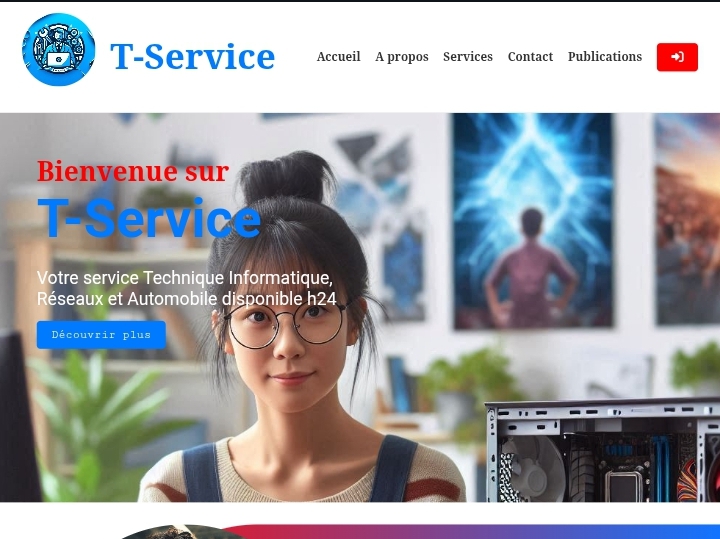 T-Service
Accueil A propos Services Contact Publications
Bienvenue sur
T-Service
Votre service Technique Informatique,
Réseaux et Automobile disponible h24
Découvrir plus